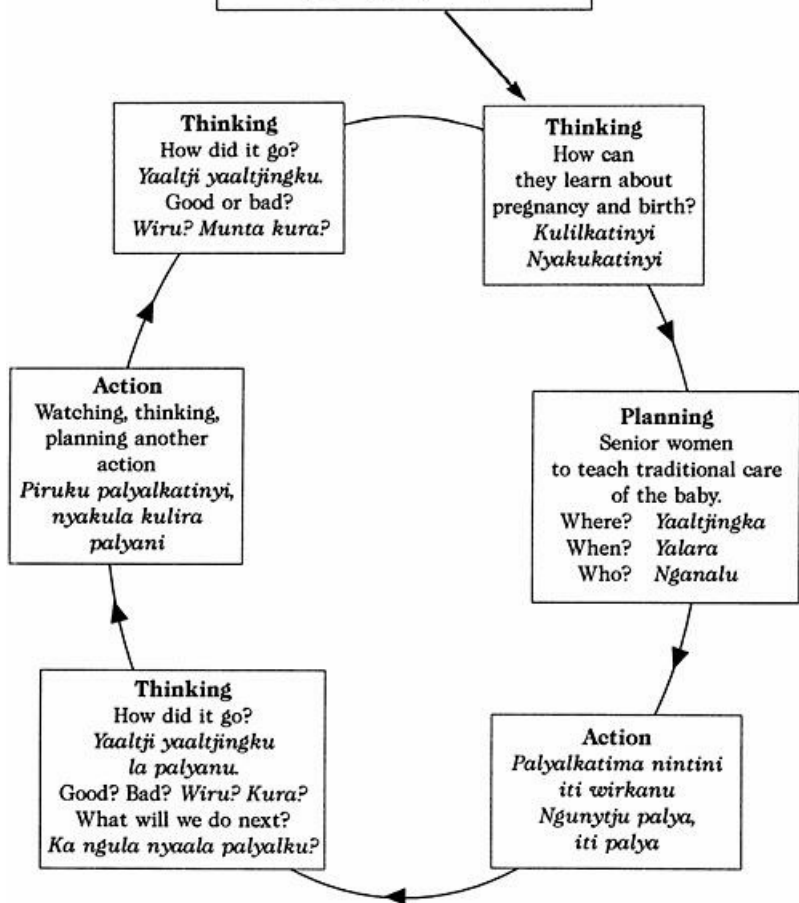 Thinking
How can
they learn about
pregnancy and birth?
Kulilkatinyi
Nyakukatinyi
Planning
Senior women
to teach traditional care
of the baby.
Where? Yaaltjingka
When? Yalara
Who? Nganalu
Action
Palyalkatima nintini
iti wirkanu
Ngunytju palya,
iti palya
Thinking
How did it go?
Yaaltji yaaltjingku
la palyanu.
Good? Bad? Wiru? Kura?
What will we do next?
Ka ngula nyaala palyalku?
Action
Watching, thinking,
planning another
action
Piruku palyalkatinyi,
nyakula kulira
palyani
Thinking
How did it go?
Yaaltji yaaltjingku.
Good or bad?
Wiru? Munta kura?